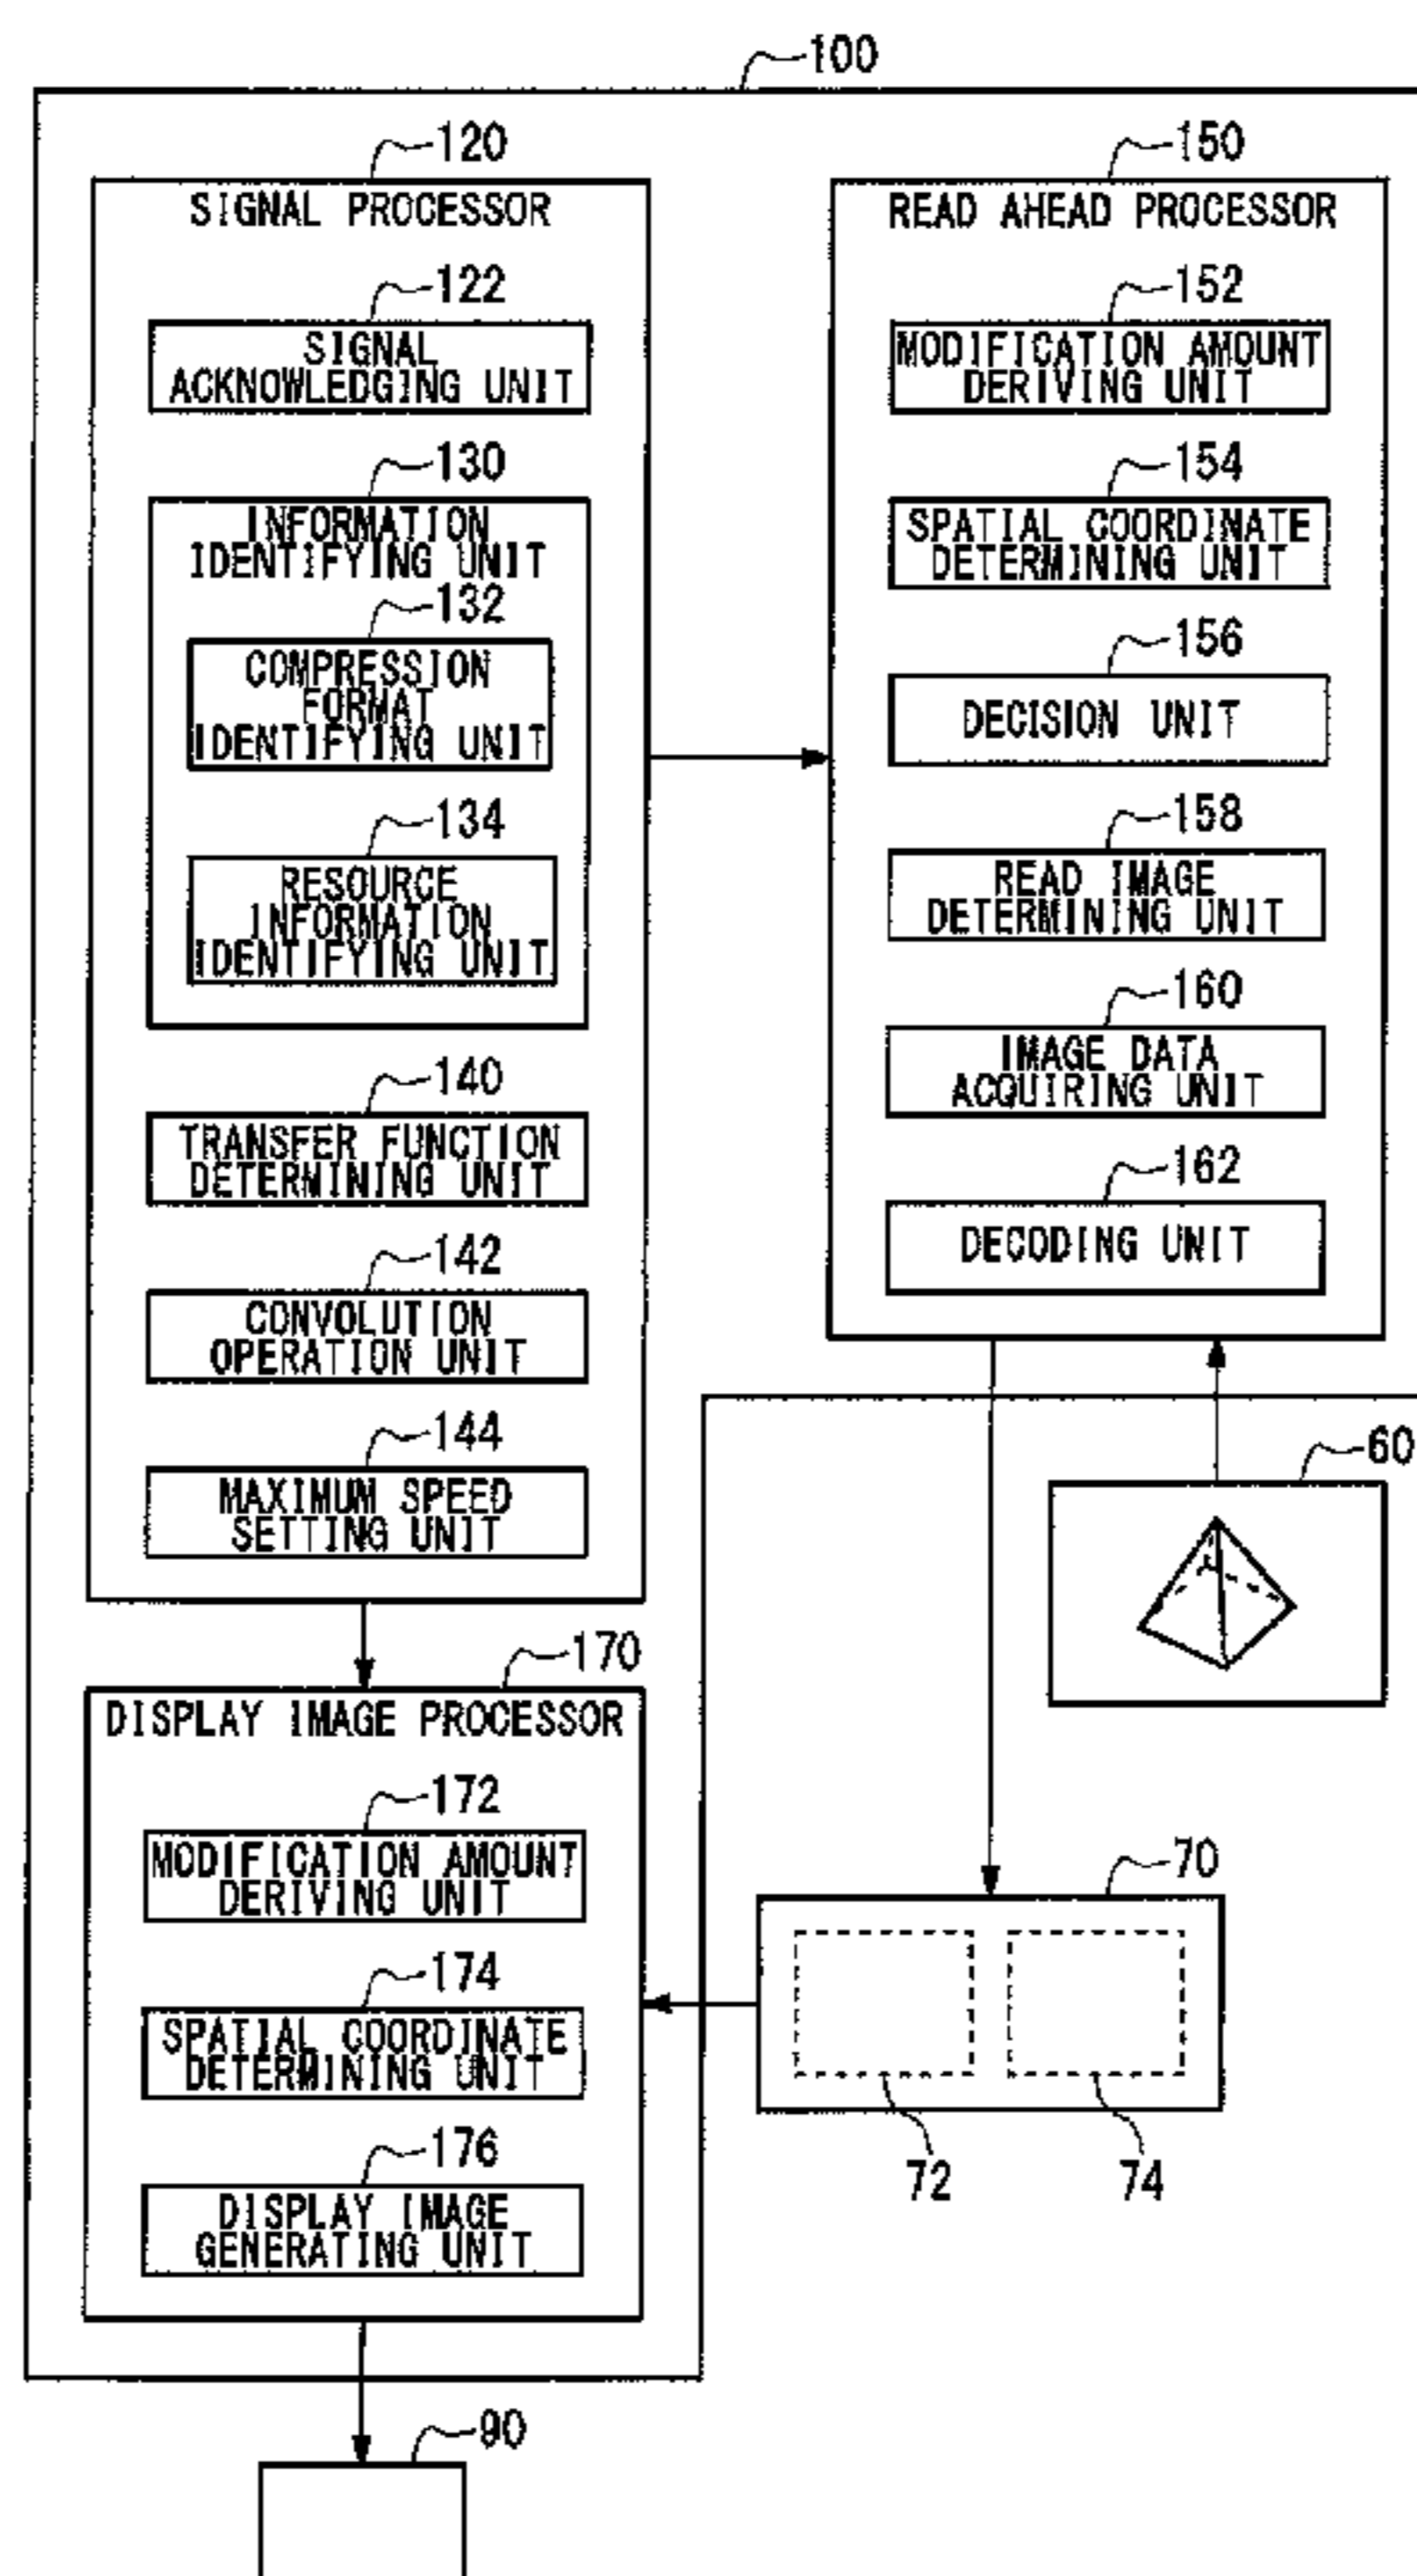 100
120
SIGNAL PROCESSOR
122
SIGNAL
ACKNOWLEDGING UNIT
130
INFORMATION
IDENTIFYING UNIT
132
COMPRESSION
FORMAT
IDENTIFYING UNIT
134
RESOURCE
INFORMATION
IDENTIFYING UNIT
140
TRANSFER FUNCTION
DETERMINING UNIT
142
CONVOLUTION
OPERATION UNIT
144
MAXIMUM SPEED
SETTING UNIT
150
READ AHEAD PROCESSOR
152
MODIFICATION AMOUNT
DERIVING UNIT
154
SPATIAL COORDINATE
DETERMINING UNIT
156
DECISION UNIT
158
READ IMAGE
DETERMINING UNIT
160
IMAGE DATA
ACQUIRING UNIT
162
DECODING UNIT
60
170
DISPLAY IMAGE PROCESSOR
172
MODIFICATION AMOUNT
DERIVING UNIT
174
SPATIAL COORDINATE
DETERMINING UNIT
176
DISPLAY IMAGE
GENERATING UNIT
70
72
74
90